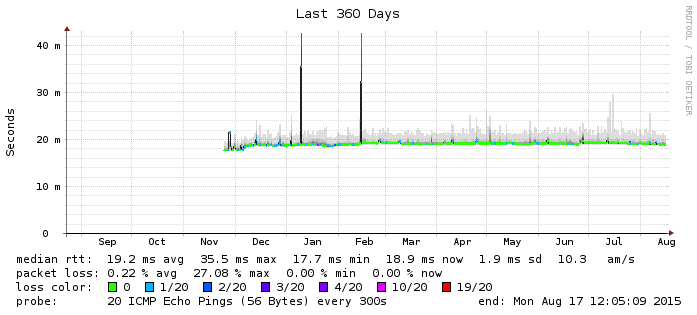 Last 360 Days
RRDTOOL / TOBI OETIKER
Seconds
40 m
30 m
20 m
10 m
0
Sep Oct Nov Dec Jan Feb Mar Apr May Jun Jul Aug
median rtt: 19.2 ms avg 35.5 ms max 17.7 ms min 18.9 ms now 1.9 ms sd 10.3 am/s
packet loss: 0.22 % avg 27.08 % max 0.00 % min 0.00 % now
loss color: 0 1/20 2/20 3/20 4/20 10/20 19/20
probe: 20 ICMP Echo Pings (56 Bytes) every 300s end: Mon Aug 17 12:05:09 2015